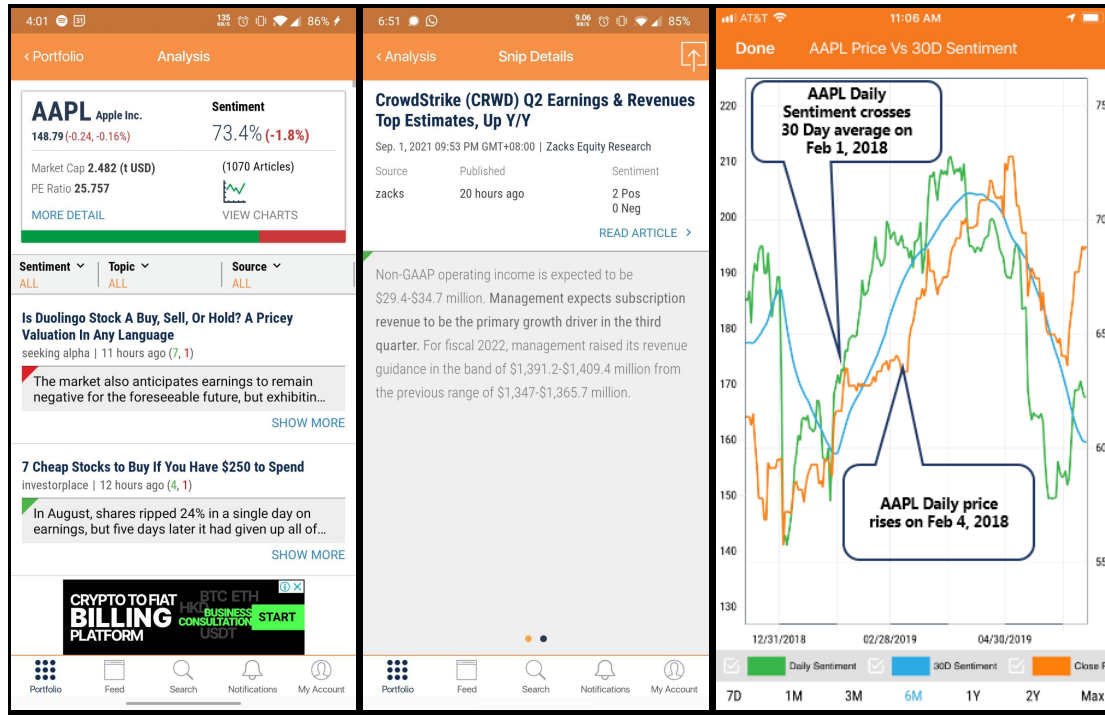 4:01
31
135 KB/S
86%
< Portfolio
Analysis
AAPL Apple Inc.
148.79 (-0.24, -0.16%)
Sentiment
73.4% (-1.8%)
Market Cap 2.482 (t USD)
(1070 Articles)
PE Ratio 25.757
MORE DETAIL
VIEW CHARTS
Sentiment
Topic
Source
ALL
ALL
ALL
Is Duolingo Stock A Buy, Sell, Or Hold? A Pricey
Valuation In Any Language
seeking alpha | 11 hours ago (7, 1)
The market also anticipates earnings to remain
negative for the foreseeable future, but exhibitin...
SHOW MORE
7 Cheap Stocks to Buy If You Have $250 to Spend
investorplace | 12 hours ago (4, 1)
In August, shares ripped 24% in a single day on
earnings, but five days later it had given up all of...
SHOW MORE
CRYPTO TO FIAT
BILLING
PLATFORM
BTC ETH
HKD
BUSINESS
CONSULTATION
USDT
START
Portfolio
Feed
Search
Notifications
My Account
6:51
9.06 KB/S
85%
< Analysis
Snip Details
CrowdStrike (CRWD) Q2 Earnings & Revenues
Top Estimates, Up Y/Y
Sep. 1, 2021 09:53 PM GMT+08:00 | Zacks Equity Research
Source
Published
Sentiment
zacks
20 hours ago
2 Pos
0 Neg
READ ARTICLE >
Non-GAAP operating income is expected to be
$29.4-$34.7 million. Management expects subscription
revenue to be the primary growth driver in the third
quarter. For fiscal 2022, management raised its revenue
guidance in the band of $1,391.2-$1,409.4 million from
the previous range of $1,347-$1,365.7 million.
Portfolio
Feed
Search
Notifications
My Account
AT&T
11:06 AM
Done
AAPL Price Vs 30D Sentiment
AAPL Daily
Sentiment crosses
30 Day average on
Feb 1, 2018
AAPL Daily price
rises on Feb 4, 2018
220
210
200
190
180
170
160
150
140
130
75
70
65
60
55
12/31/2018
02/28/2019
04/30/2019
Daily Sentiment
30D Sentiment
Close
7D
1M
3M
6M
1Y
2Y
Max